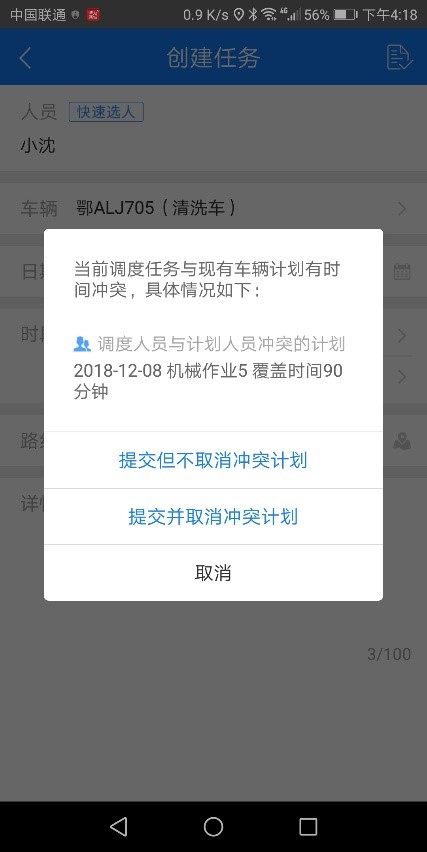 中国联通 0.9 K/s 4G 56% 下午4:18
创建任务
人员 快速选人
小沈
车辆 鄂ALJ705（清洗车）
当前调度任务与现有车辆计划有时
间冲突，具体情况如下：
日
调度人员与计划人员冲突的计划
时
2018-12-08 机械作业5 覆盖时间90
分钟
路
提交但不取消冲突计划
详
提交并取消冲突计划
取消
3/100